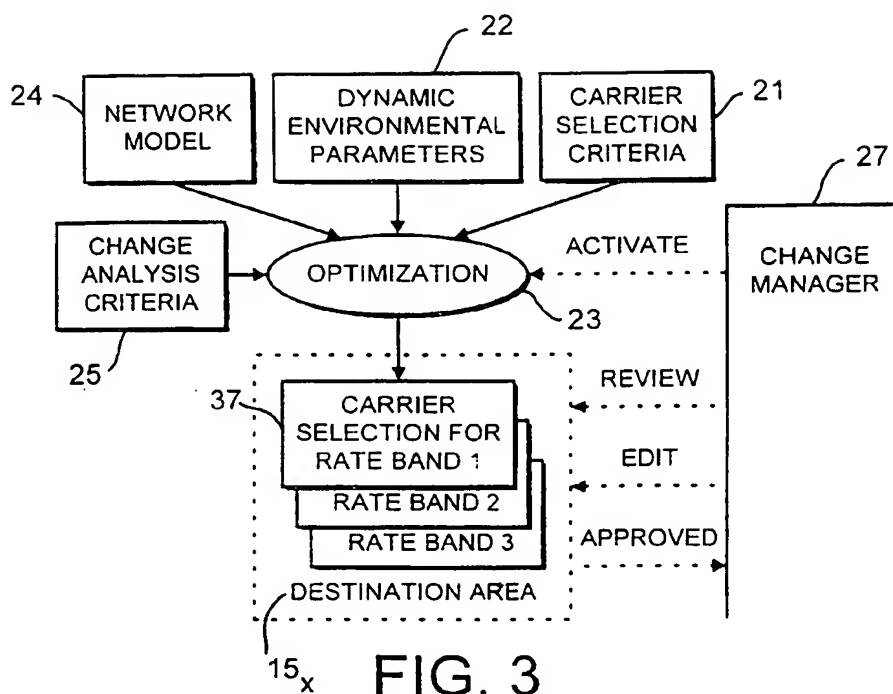 22
24
NETWORK
MODEL
DYNAMIC
ENVIRONMENTAL
PARAMETERS
CARRIER
SELECTION
CRITERIA
21
27
CHANGE
ANALYSIS
CRITERIA
25
OPTIMIZATION
23
ACTIVATE
CHANGE
MANAGER
37
CARRIER
SELECTION FOR
RATE BAND 1
RATE BAND 2
RATE BAND 3
DESTINATION AREA
REVIEW
EDIT
APPROVED
15x
FIG. 3